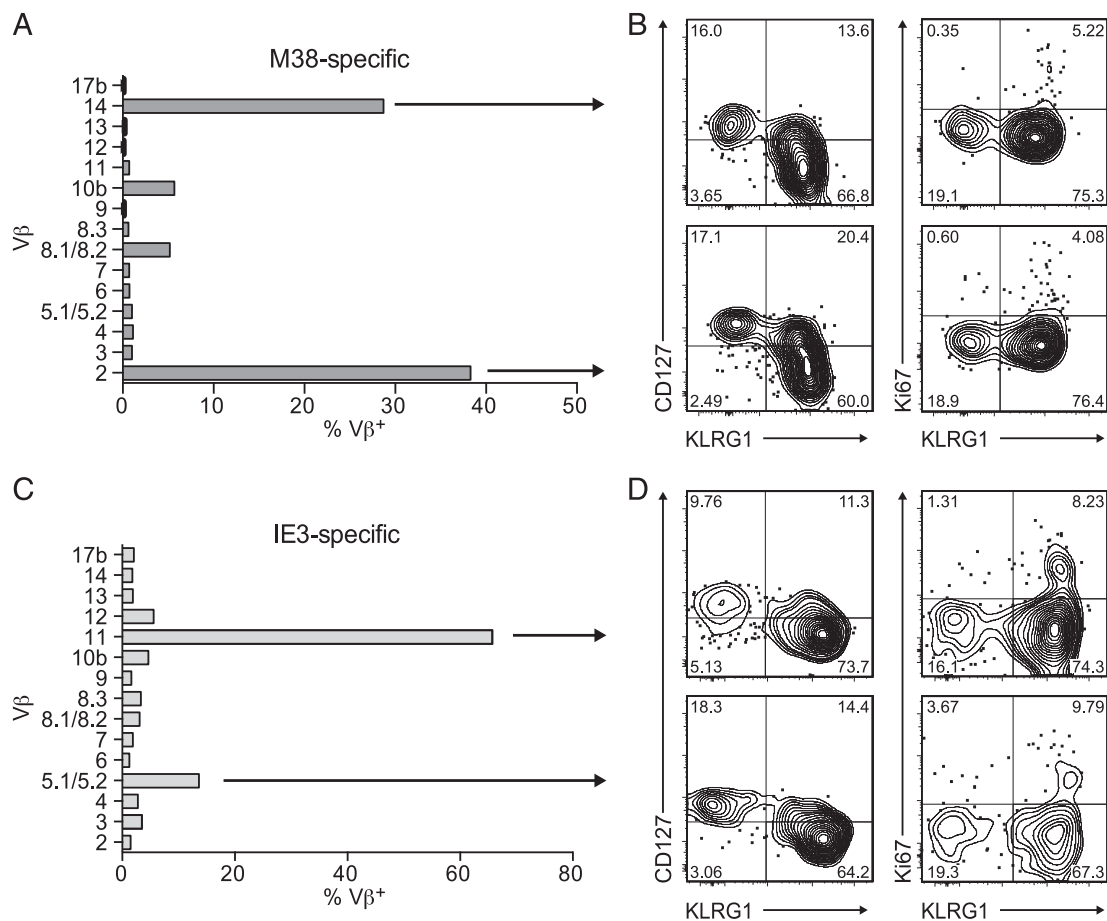 A
M38-specific
17b
14
13
12
11
10b
9
8.3
8.1/8.2
7
6
5.1/5.2
4
3
2
Vβ
0 10 20 30 40 50
% Vβ+
B
16.0 13.6
3.65 66.8
0.35 5.22
19.1 75.3
17.1 20.4
2.49 60.0
0.60 4.08
18.9 76.4
CD127
KLRG1
Ki67
KLRG1
C
IE3-specific
17b
14
13
12
11
10b
9
8.3
8.1/8.2
7
6
5.1/5.2
4
3
2
Vβ
0 20 40 60 80
% Vβ+
D
9.76 11.3
5.13 73.7
1.31 8.23
16.1 74.3
18.3 14.4
3.06 64.2
3.67 9.79
19.3 67.3
CD127
KLRG1
Ki67
KLRG1